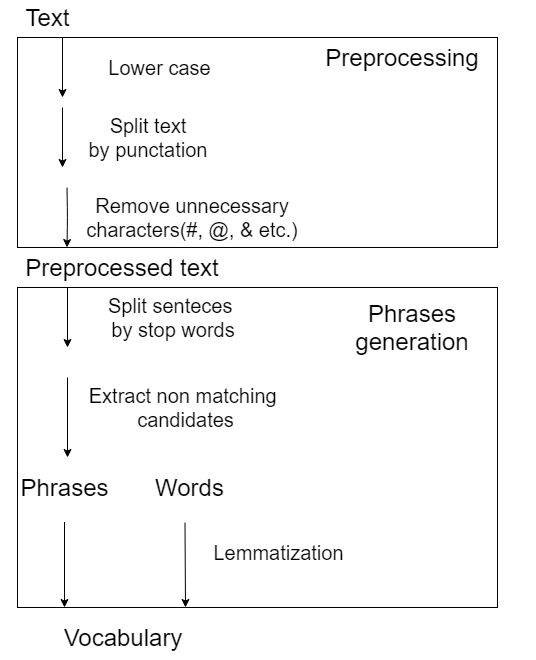 Text
Preprocessing
Lower case
Split text
by punctation
Remove unnecessary
characters(#, @, & etc.)
Preprocessed text
Split senteces
by stop words
Phrases
generation
Extract non matching
candidates
Phrases
Words
Lemmatization
Vocabulary